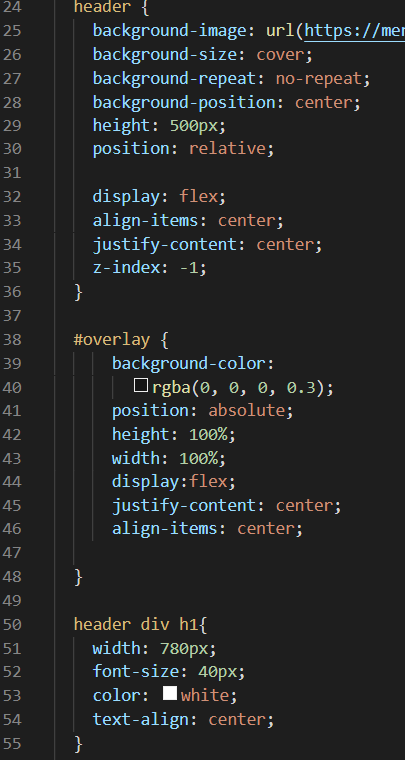 24 header {
25 background-image: url(https://mer
26 background-size: cover;
27 background-repeat: no-repeat;
28 background-position: center;
29 height: 500px;
30 position: relative;
31
32 display: flex;
33 align-items: center;
34 justify-content: center;
35 z-index: -1;
36 }
37
38 #overlay {
39 background-color:
40 rgba(0, 0, 0, 0.3);
41 position: absolute;
42 height: 100%;
43 width: 100%;
44 display:flex;
45 justify-content: center;
46 align-items: center;
47
48 }
49
50 header div h1{
51 width: 780px;
52 font-size: 40px;
53 color: white;
54 text-align: center;
55 }